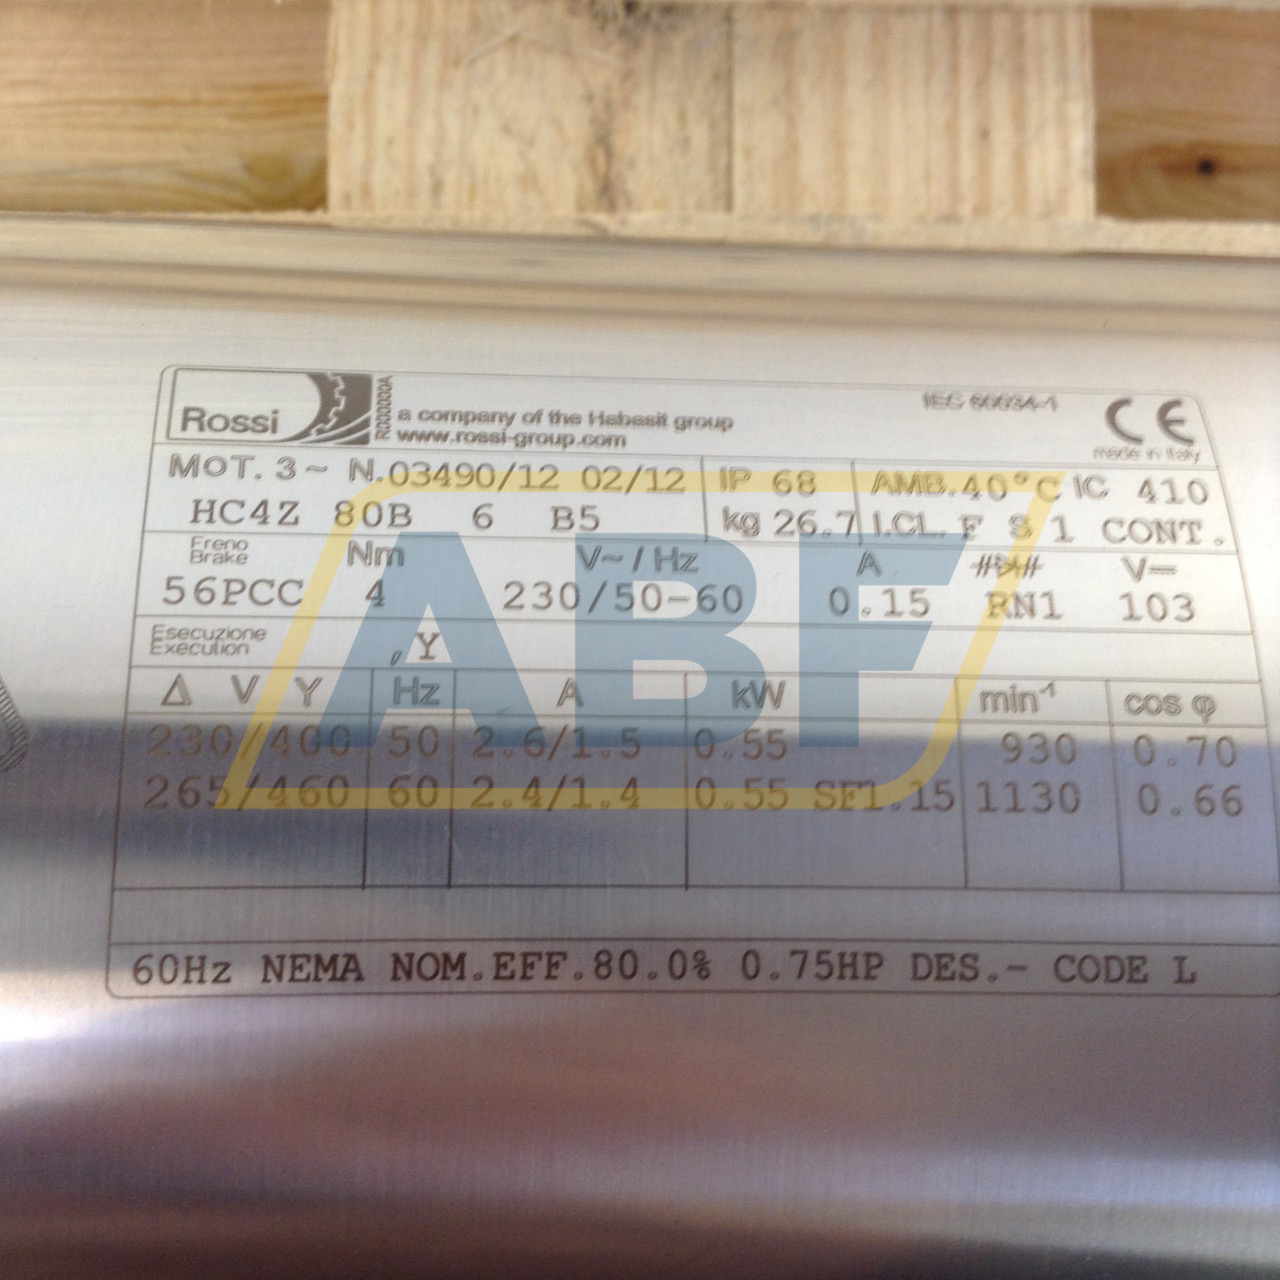 Rossi
R000000A
a company of the Habasit group
www.rossi-group.com
IEC 60034-1
CE
made in Italy
MOT. 3~ N.03490/12 02/12 IP 68 AMB.40°C IC 410
HC4Z 80B 6 B5 kg 26.7 I.CL. F S 1 CONT.
Freno
Brake
Nm V~ / Hz A #>|# V=
56PCC 4 230/50-60 0.15 RN1 103
Esecuzione
Execution
,Y
Δ V Y Hz A kW min-1 cos φ
230/400 50 2.6/1.5 0.55 930 0.70
265/460 60 2.4/1.4 0.55 SF1.15 1130 0.66
60Hz NEMA NOM.EFF.80.0% 0.75HP DES.- CODE L
ABF